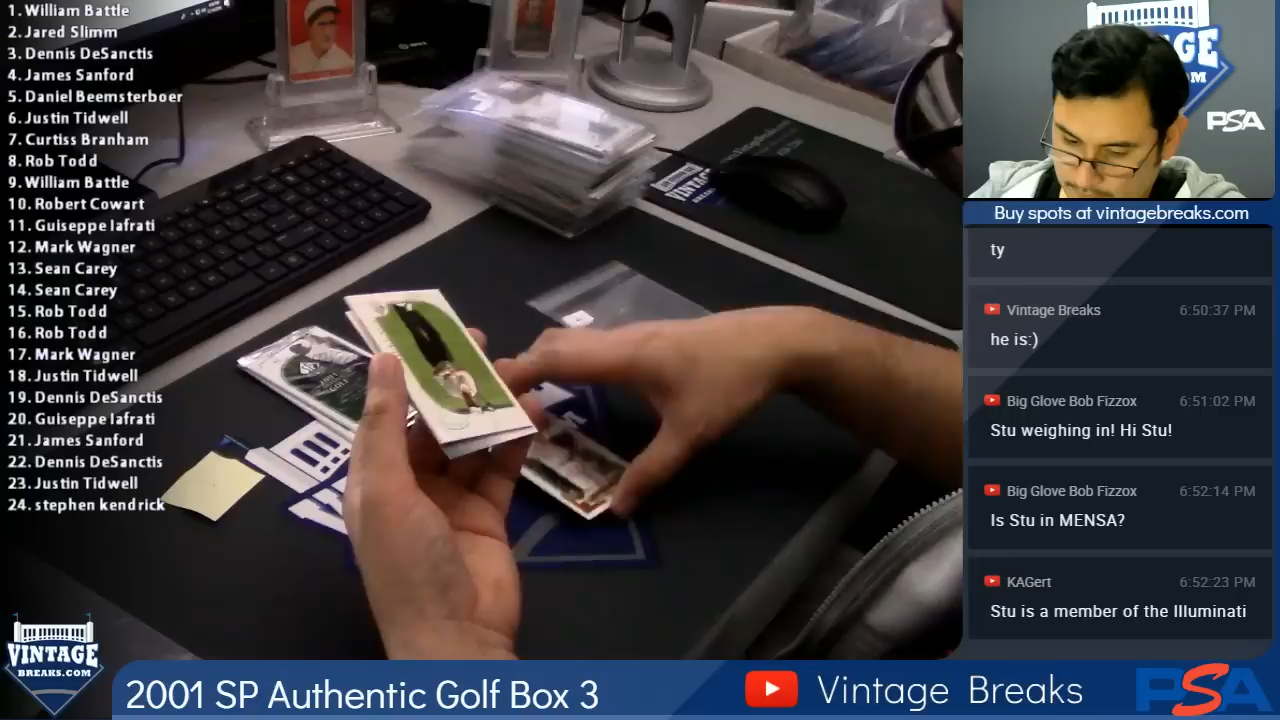 1. William Battle
2. Jared Slimm
3. Dennis DeSanctis
4. James Sanford
5. Daniel Beemsterboer
6. Justin Tidwell
7. Curtiss Branham
8. Rob Todd
9. William Battle
10. Robert Cowart
11. Guiseppe Iafrati
12. Mark Wagner
13. Sean Carey
14. Sean Carey
15. Rob Todd
16. Rob Todd
17. Mark Wagner
18. Justin Tidwell
19. Dennis DeSanctis
20. Guiseppe Iafrati
21. James Sanford
22. Dennis DeSanctis
23. Justin Tidwell
24. stephen kendrick
VINTAGE
SP
2001
GOLF
PSA
Buy spots at vintagebreaks.com
ty
Vintage Breaks 6:50:37 PM
he is:)
Big Glove Bob Fizzox 6:51:02 PM
Stu weighing in! Hi Stu!
Big Glove Bob Fizzox 6:52:14 PM
Is Stu in MENSA?
KAGert 6:52:23 PM
Stu is a member of the Illuminati
VINTAGE
BREAKS.COM
2001 SP Authentic Golf Box 3
Vintage Breaks
PSA